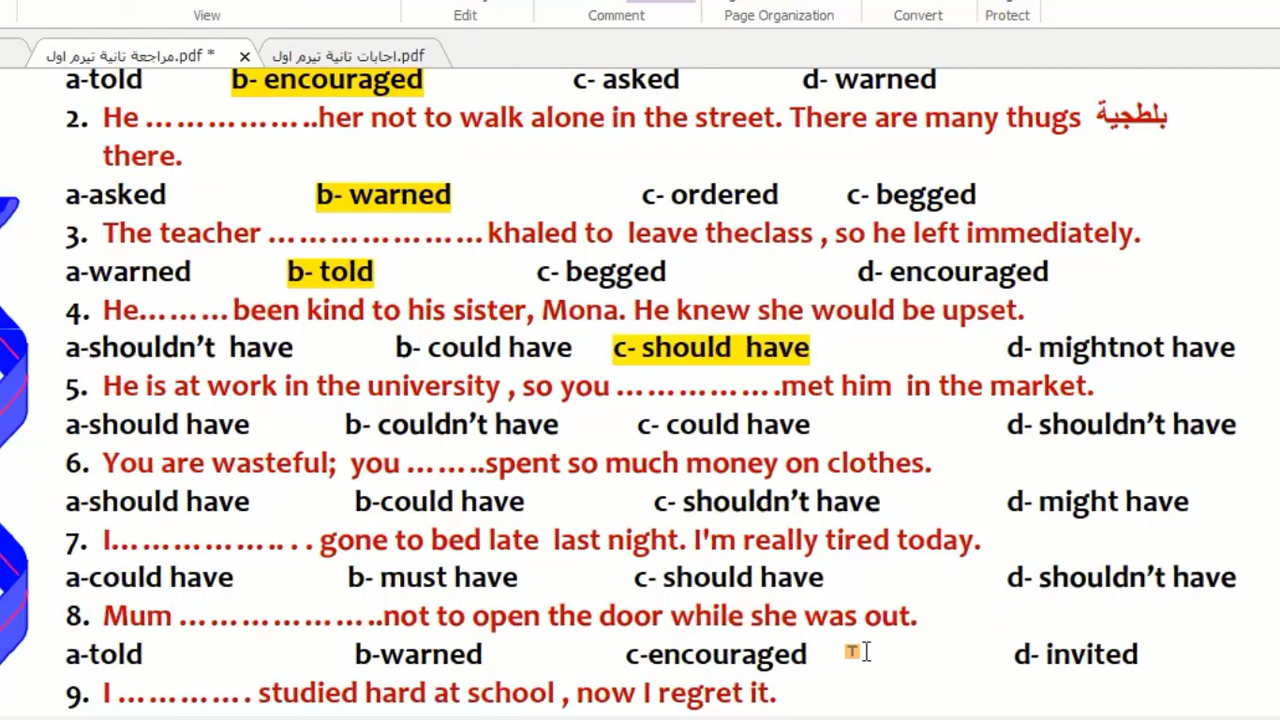 View Edit Comment Page Organization Convert Protect
مراجعة تانية تيرم اول.pdf * اجابات تانية تيرم اول.pdf
a-told b- encouraged c- asked d- warned
2. He ……………..her not to walk alone in the street. There are many thugs بلطجية
there.
a-asked b- warned c- ordered c- begged
3. The teacher ………………… khaled to leave theclass , so he left immediately.
a-warned b- told c- begged d- encouraged
4. He……… been kind to his sister, Mona. He knew she would be upset.
a-shouldn’t have b- could have c- should have d- mightnot have
5. He is at work in the university , so you …………….met him in the market.
a-should have b- couldn’t have c- could have d- shouldn’t have
6. You are wasteful; you ……..spent so much money on clothes.
a-should have b-could have c- shouldn’t have d- might have
7. I…………….. . . gone to bed late last night. I'm really tired today.
a-could have b- must have c- should have d- shouldn’t have
8. Mum ………………..not to open the door while she was out.
a-told b-warned c-encouraged T d- invited
9. I …………. studied hard at school , now I regret it.